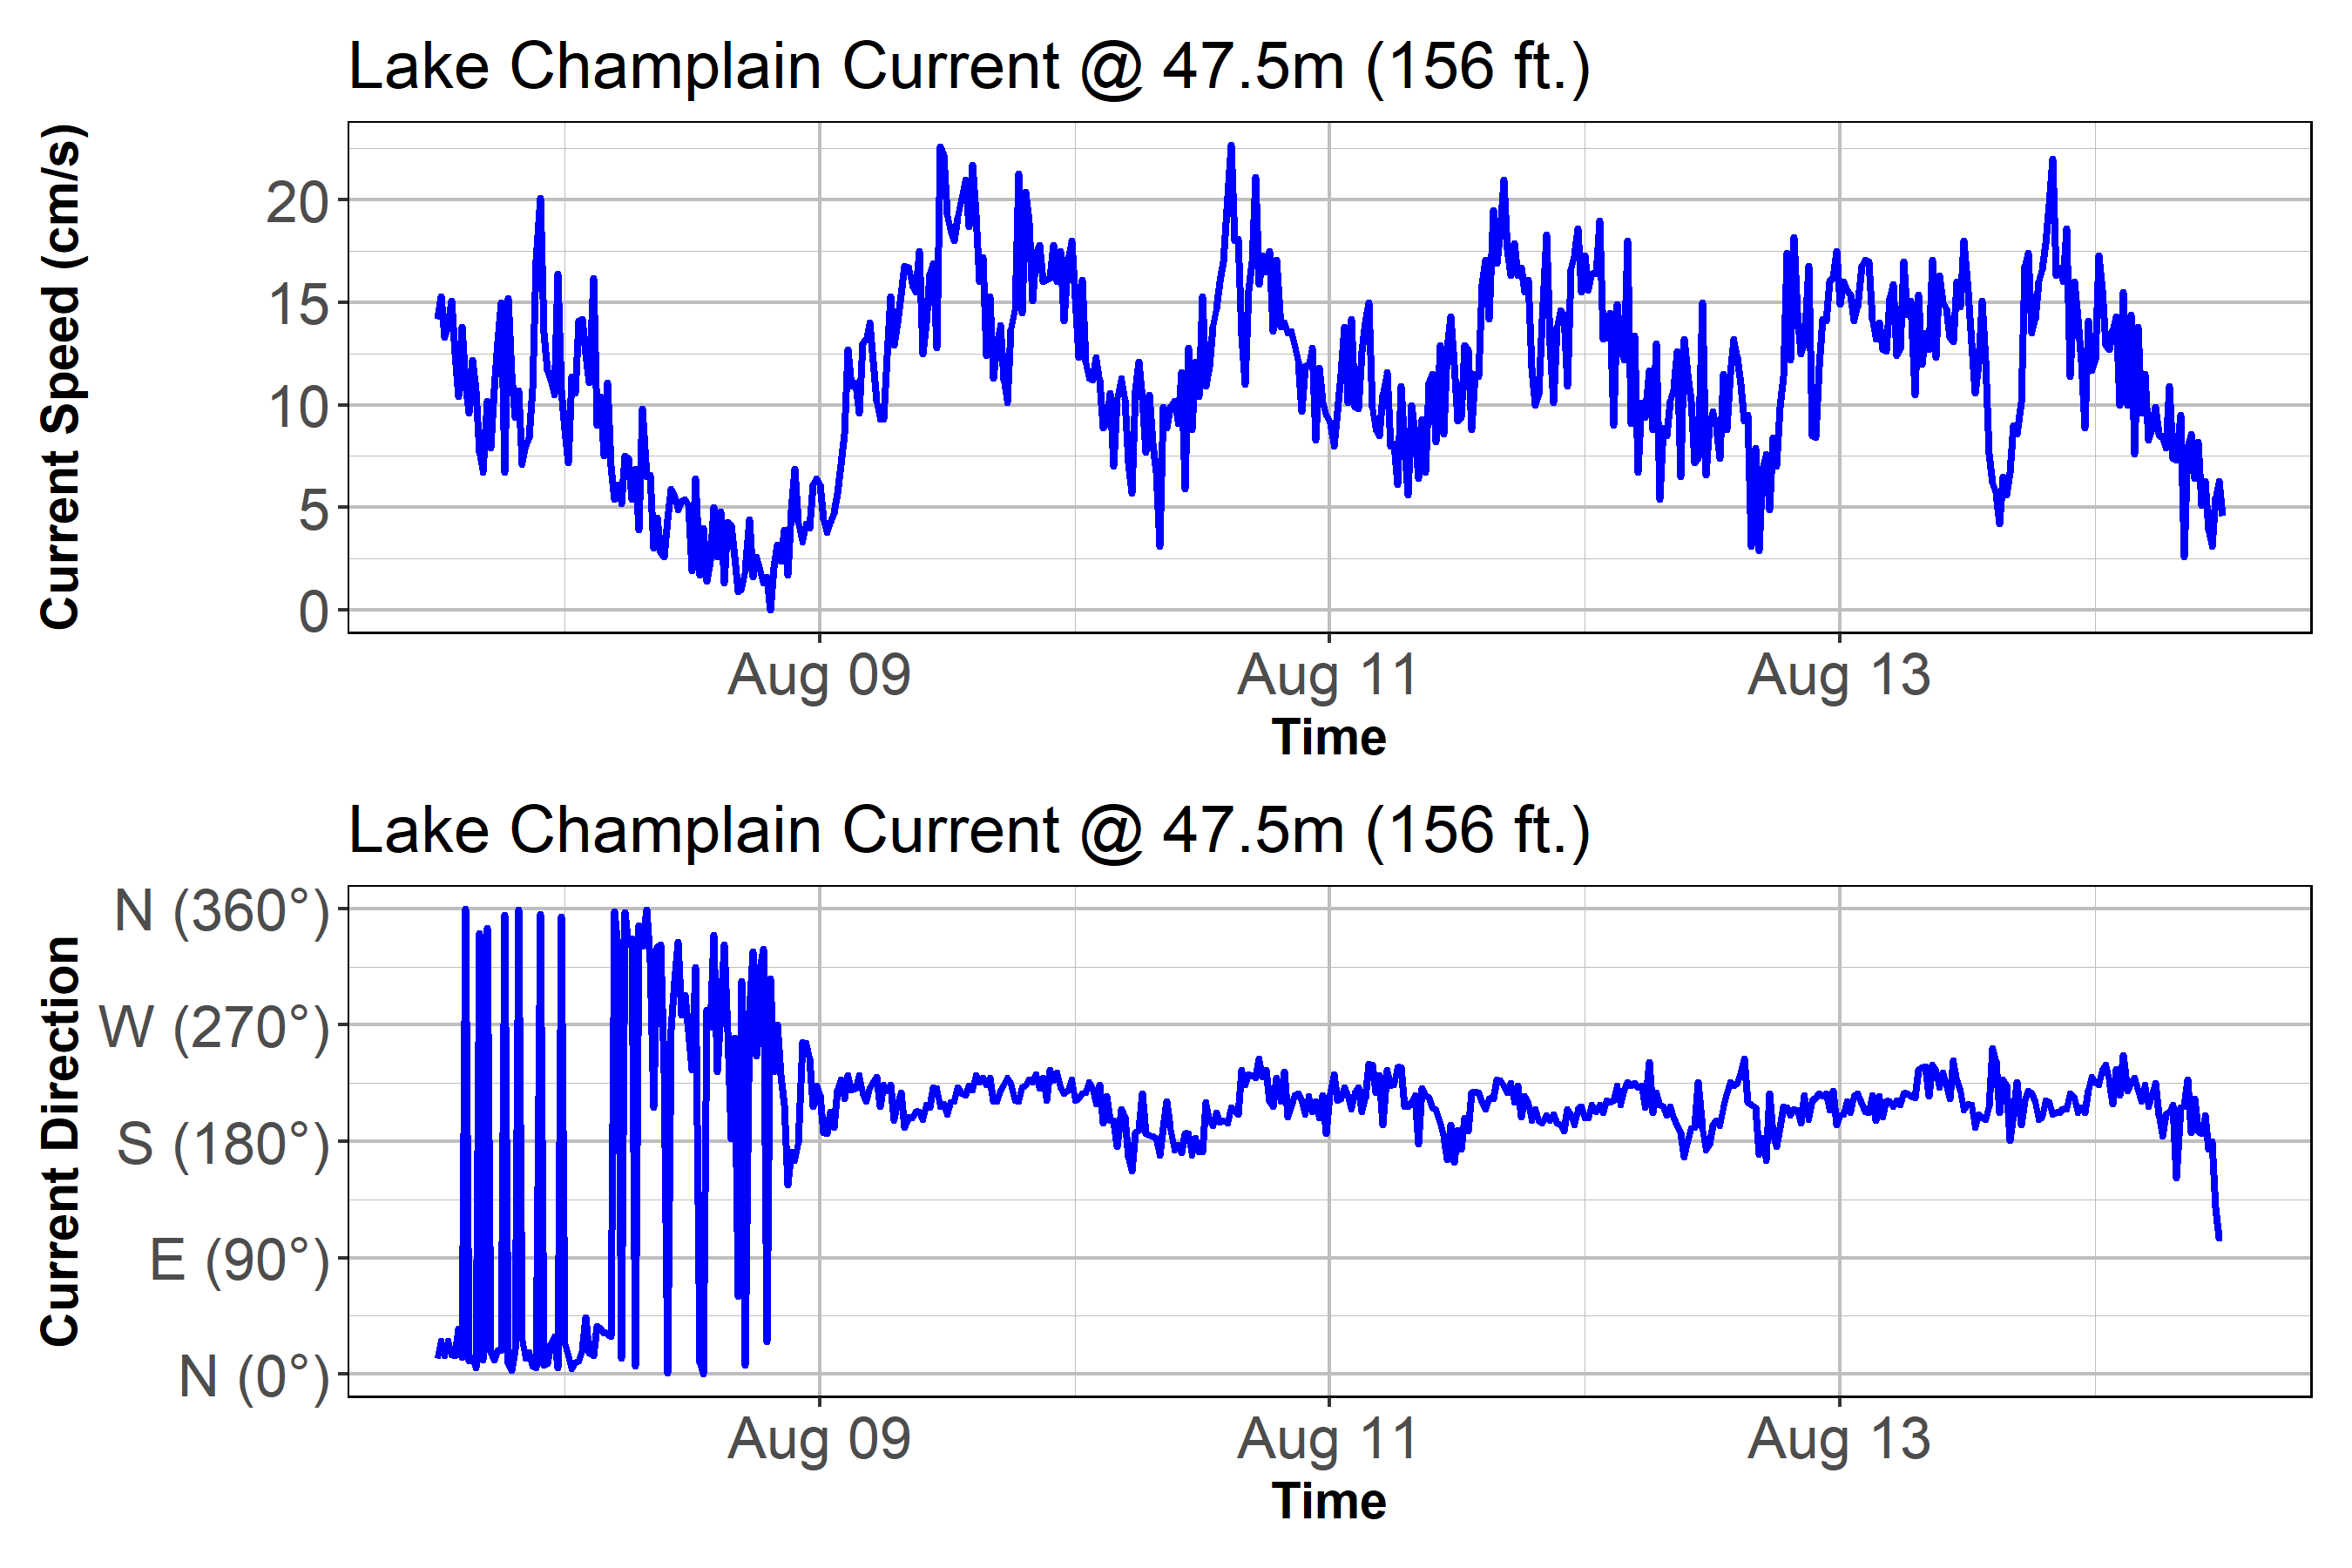 Lake Champlain Current @ 47.5m (156 ft.)
Current Speed (cm/s)
20
15
10
5
0
Aug 09 Aug 11 Aug 13
Time
Lake Champlain Current @ 47.5m (156 ft.)
Current Direction
N (360°)
W (270°)
S (180°)
E (90°)
N (0°)
Aug 09 Aug 11 Aug 13
Time